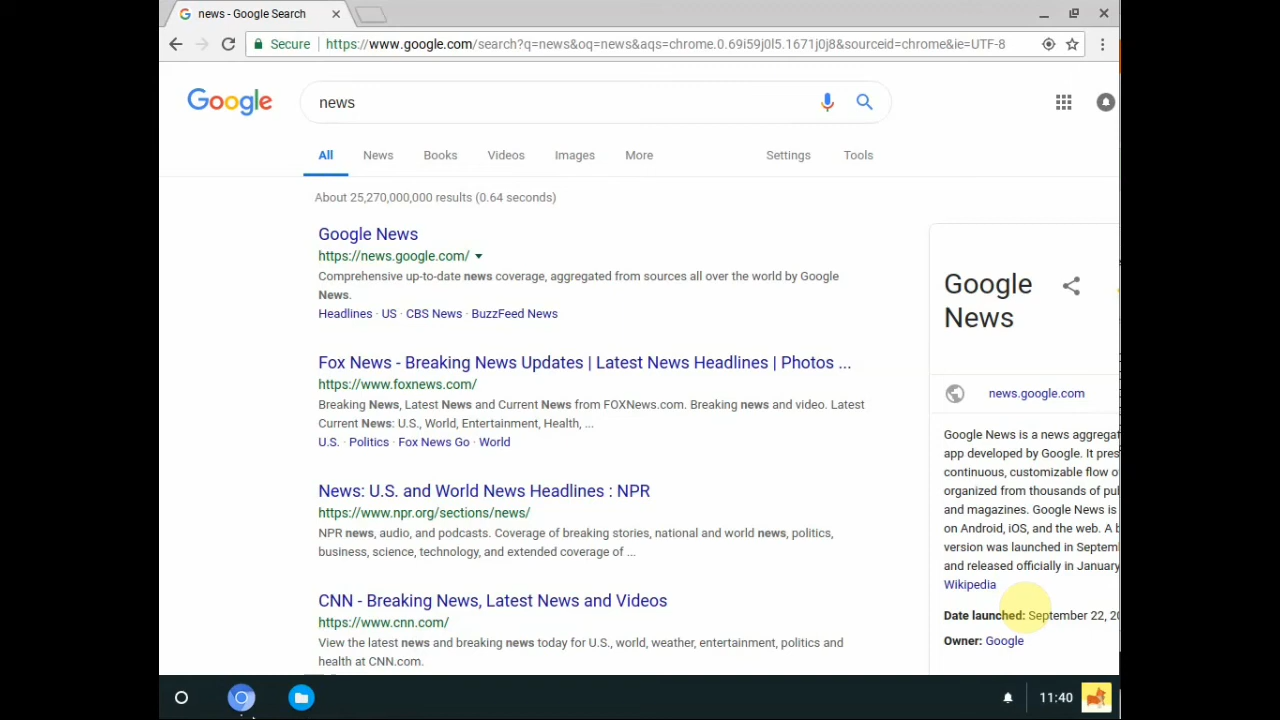 news - Google Search
Secure
https://www.google.com/search?q=news&oq=news&aqs=chrome.0.69i59j0l5.1671j0j8&sourceid=chrome&ie=UTF-8
Google
news
All News Books Videos Images More Settings Tools
About 25,270,000,000 results (0.64 seconds)
Google News
https://news.google.com/
Comprehensive up-to-date news coverage, aggregated from sources all over the world by Google
News.
Headlines · US · CBS News · BuzzFeed News
Fox News - Breaking News Updates | Latest News Headlines | Photos ...
https://www.foxnews.com/
Breaking News, Latest News and Current News from FOXNews.com. Breaking news and video. Latest
Current News: U.S., World, Entertainment, Health, ...
U.S. · Politics · Fox News Go · World
News: U.S. and World News Headlines : NPR
https://www.npr.org/sections/news/
NPR news, audio, and podcasts. Coverage of breaking stories, national and world news, politics,
business, science, technology, and extended coverage of ...
CNN - Breaking News, Latest News and Videos
https://www.cnn.com/
View the latest news and breaking news today for U.S., world, weather, entertainment, politics and
health at CNN.com.
Google
News
news.google.com
Google News is a news aggregat
app developed by Google. It pres
continuous, customizable flow o
organized from thousands of pul
and magazines. Google News is
on Android, iOS, and the web. A b
version was launched in Septem
and released officially in January
Wikipedia
Date launched: September 22, 20
Owner: Google
11:40